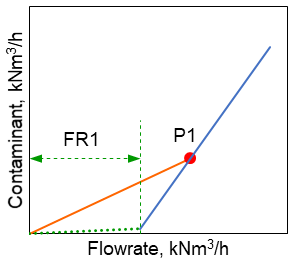 Contaminant, kNm³/h
FR1
P1
Flowrate, kNm³/h